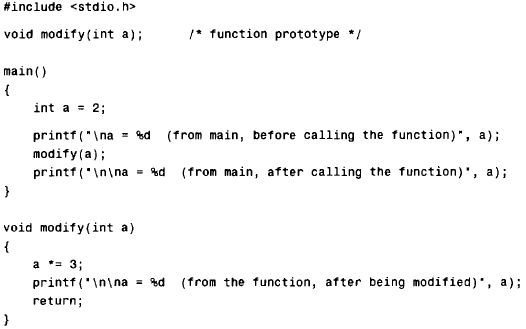 #include <stdio.h>
void modify(int a);      /* function prototype */
main()
{
    int a = 2;
    printf("\na = %d  (from main, before calling the function)", a);
    modify(a);
    printf("\n\na = %d  (from main, after calling the function)", a);
}
void modify(int a)
{
    a *= 3;
    printf("\n\na = %d  (from the function, after being modified)", a);
    return;
}